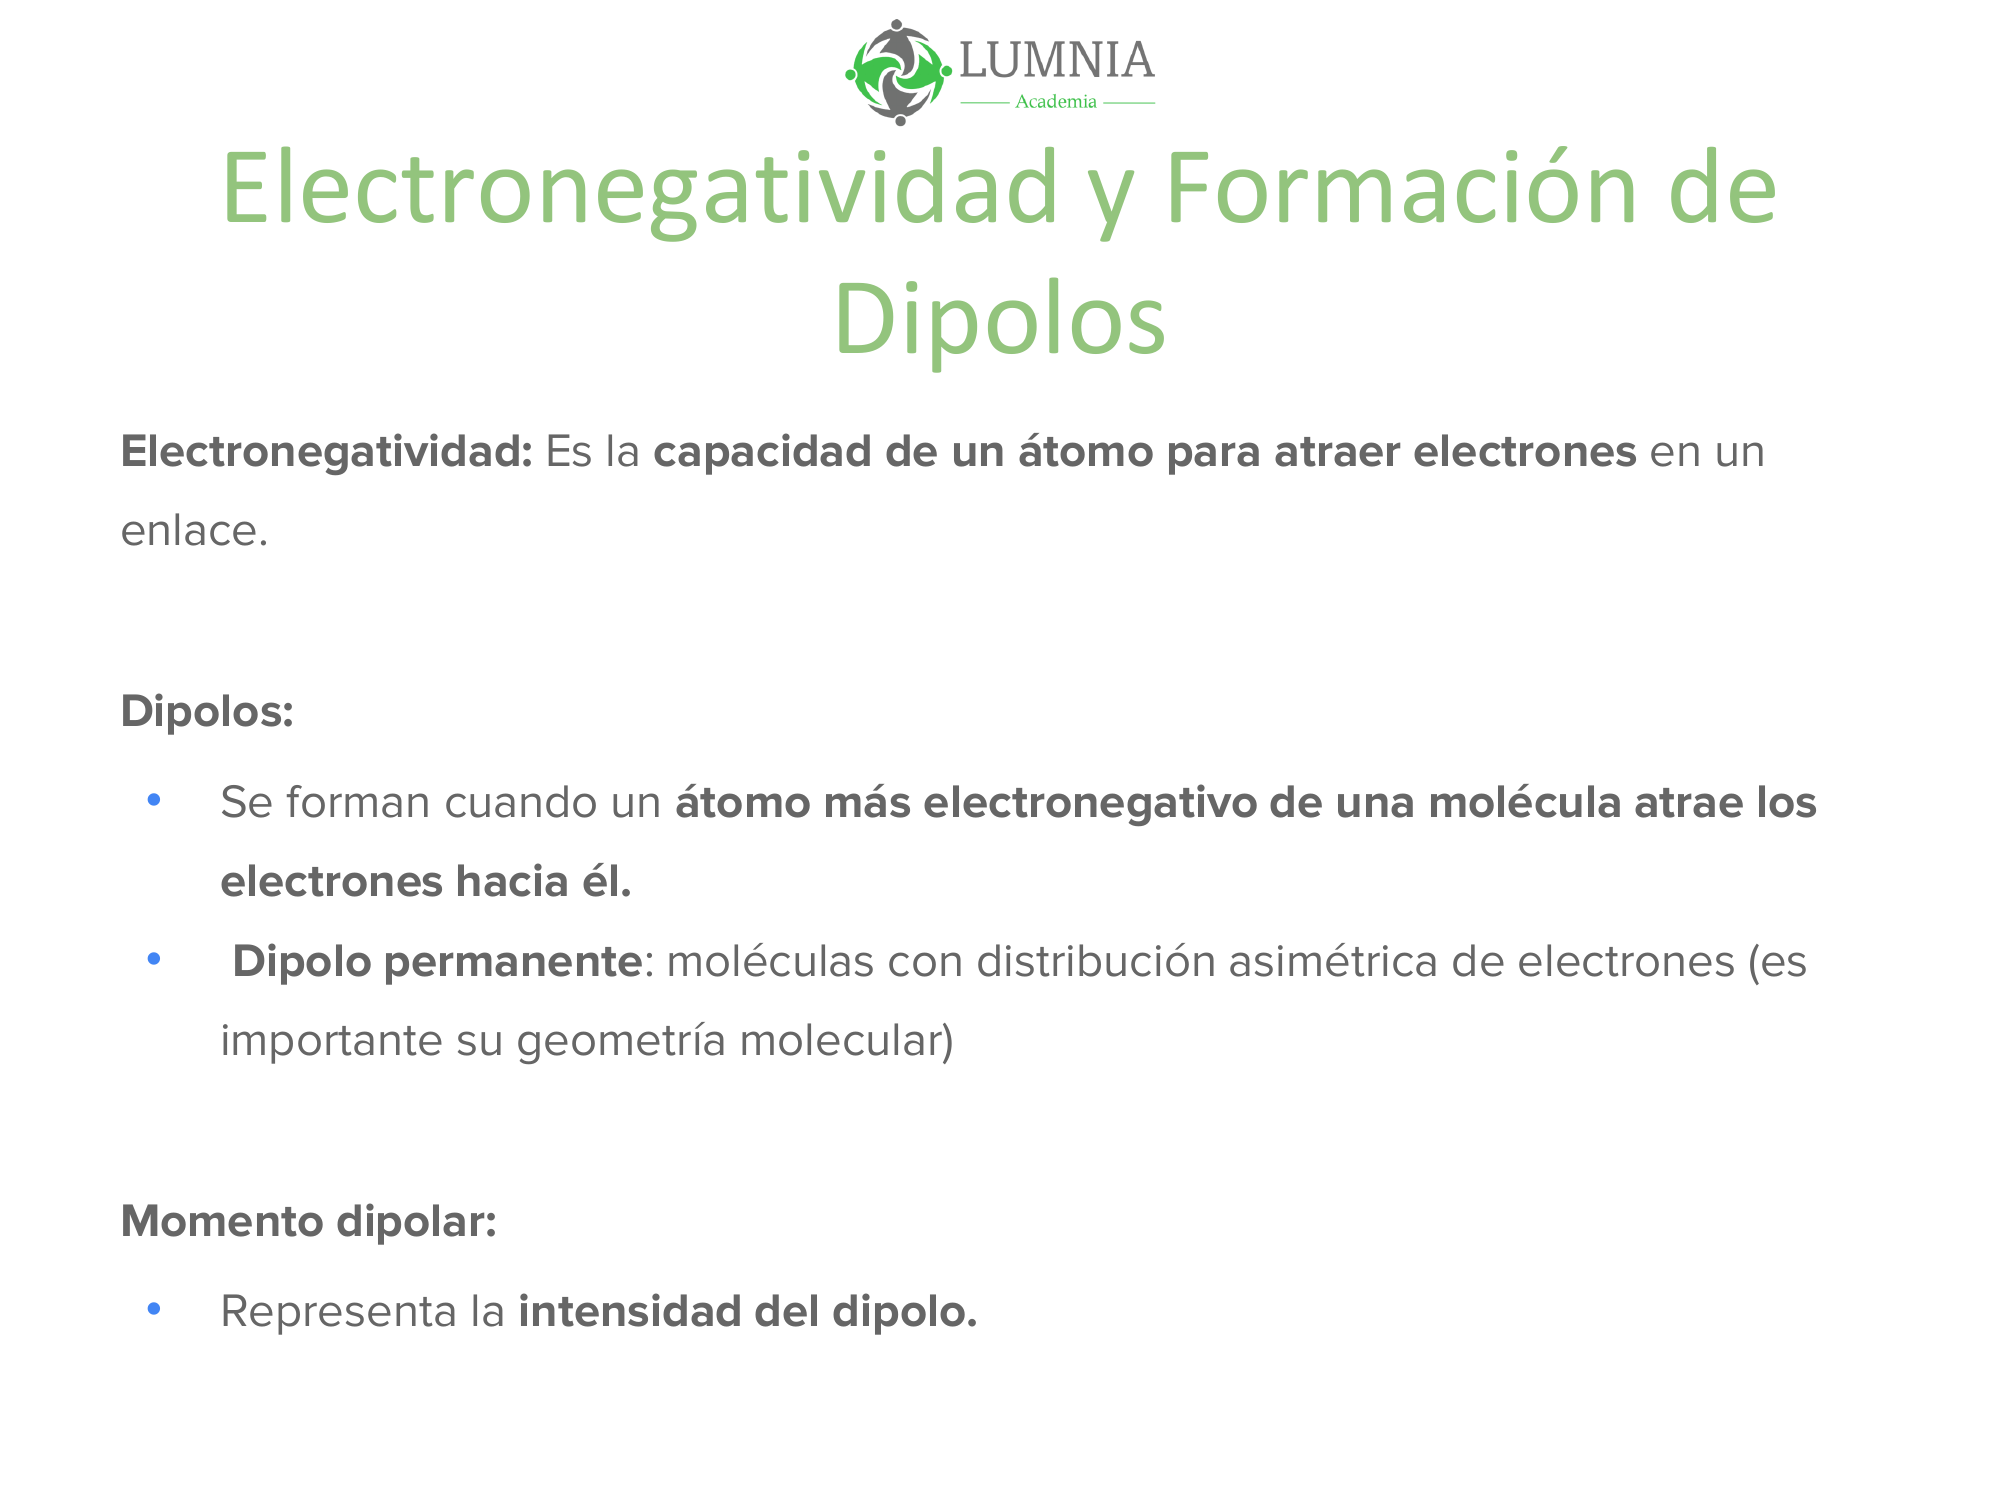 LUMNIA
Academia
Electronegatividad y Formación de
Dipolos
Electronegatividad: Es la capacidad de un átomo para atraer electrones en un
enlace.
Dipolos:
• Se forman cuando un átomo más electronegativo de una molécula atrae los
electrones hacia él.
• Dipolo permanente: moléculas con distribución asimétrica de electrones (es
importante su geometría molecular)
Momento dipolar:
• Representa la intensidad del dipolo.